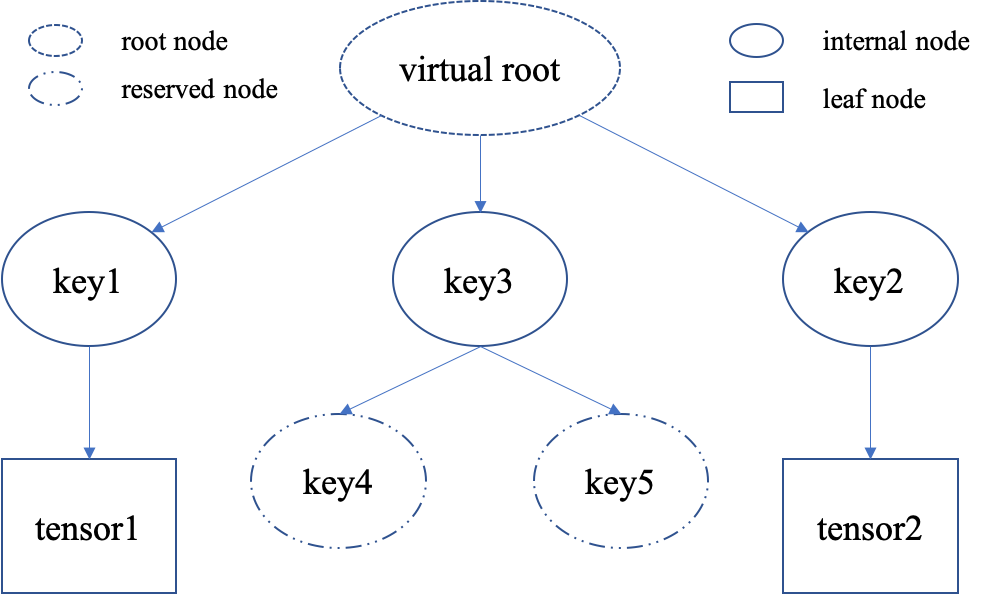 root node
reserved node
virtual root
internal node
leaf node
key1
key3
key2
key4
key5
tensor1
tensor2